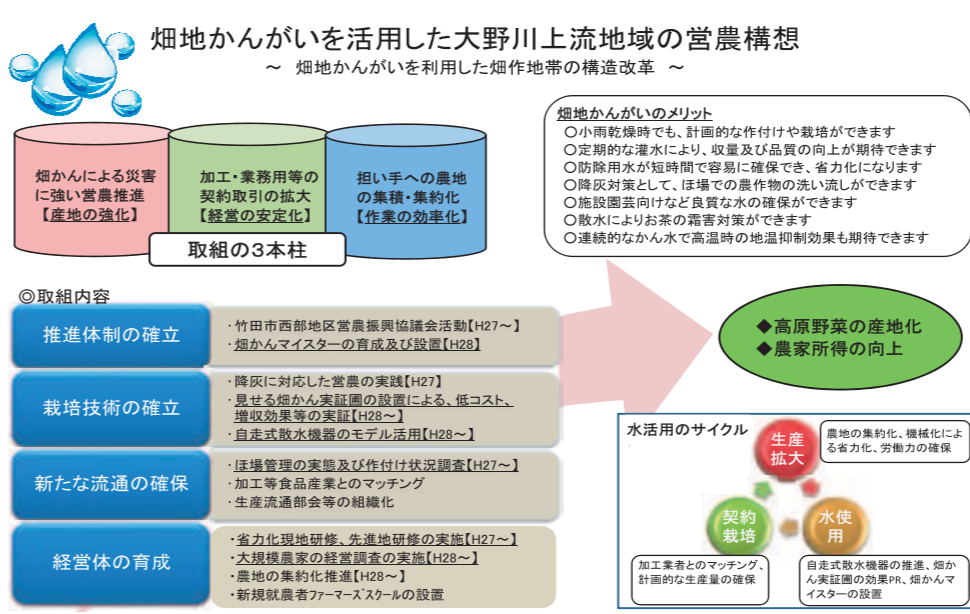 畑地かんがいを活用した大野川上流地域の営農構想
～ 畑地かんがいを利用した畑作地帯の構造改革 ～
畑かんによる災害
に強い営農推進
【産地の強化】
加工・業務用等の
契約取引の拡大
【経営の安定化】
担い手への農地
の集積・集約化
【作業の効率化】
取組の3本柱
畑地かんがいのメリット
○小雨乾燥時でも、計画的な作付けや栽培ができます
○定期的な灌水により、収量及び品質の向上が期待できます
○防除用水が短時間で容易に確保でき、省力化になります
○降灰対策として、ほ場での農作物の洗い流しができます
○施設園芸向けなど良質な水の確保ができます
○散水によりお茶の霜害対策ができます
○連続的なかん水で高温時の地温抑制効果も期待できます
◎取組内容
推進体制の確立
・竹田市西部地区営農振興協議会活動【H27～】
・畑かんマイスターの育成及び設置【H28】
栽培技術の確立
・降灰に対応した営農の実践【H27】
・見せる畑かん実証圃の設置による、低コスト、
増収効果等の実証【H28～】
・自走式散水機器のモデル活用【H28～】
新たな流通の確保
・ほ場管理の実態及び作付け状況調査【H27～】
・加工等食品産業とのマッチング
・生産流通部会等の組織化
経営体の育成
・省力化現地研修、先進地研修の実施【H27～】
・大規模農家の経営調査の実施【H28～】
・農地の集約化推進【H28～】
・新規就農者ファーマーズスクールの設置
◆高原野菜の産地化
◆農家所得の向上
水活用のサイクル
生産
拡大
農地の集約化、機械化によ
る省力化、労働力の確保
契約
栽培
水使
用
加工業者とのマッチング、
計画的な生産量の確保
自走式散水機器の推進、畑か
ん実証圃の効果PR、畑かんマ
イスターの設置